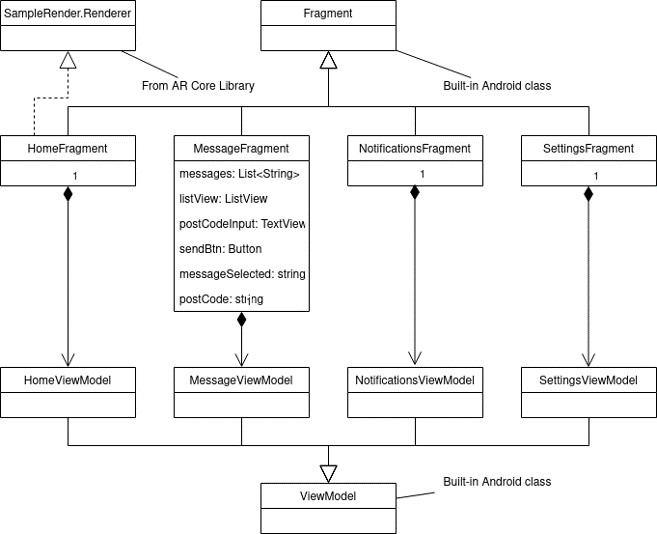 SampleRender.Renderer
Fragment
From AR Core Library
Built-in Android class
HomeFragment
1
MessageFragment
messages: List<String>
listView: ListView
postCodeInput: TextView
sendBtn: Button
messageSelected: string
postCode: string
NotificationsFragment
1
SettingsFragment
1
HomeViewModel
MessageViewModel
NotificationsViewModel
SettingsViewModel
Built-in Android class
ViewModel